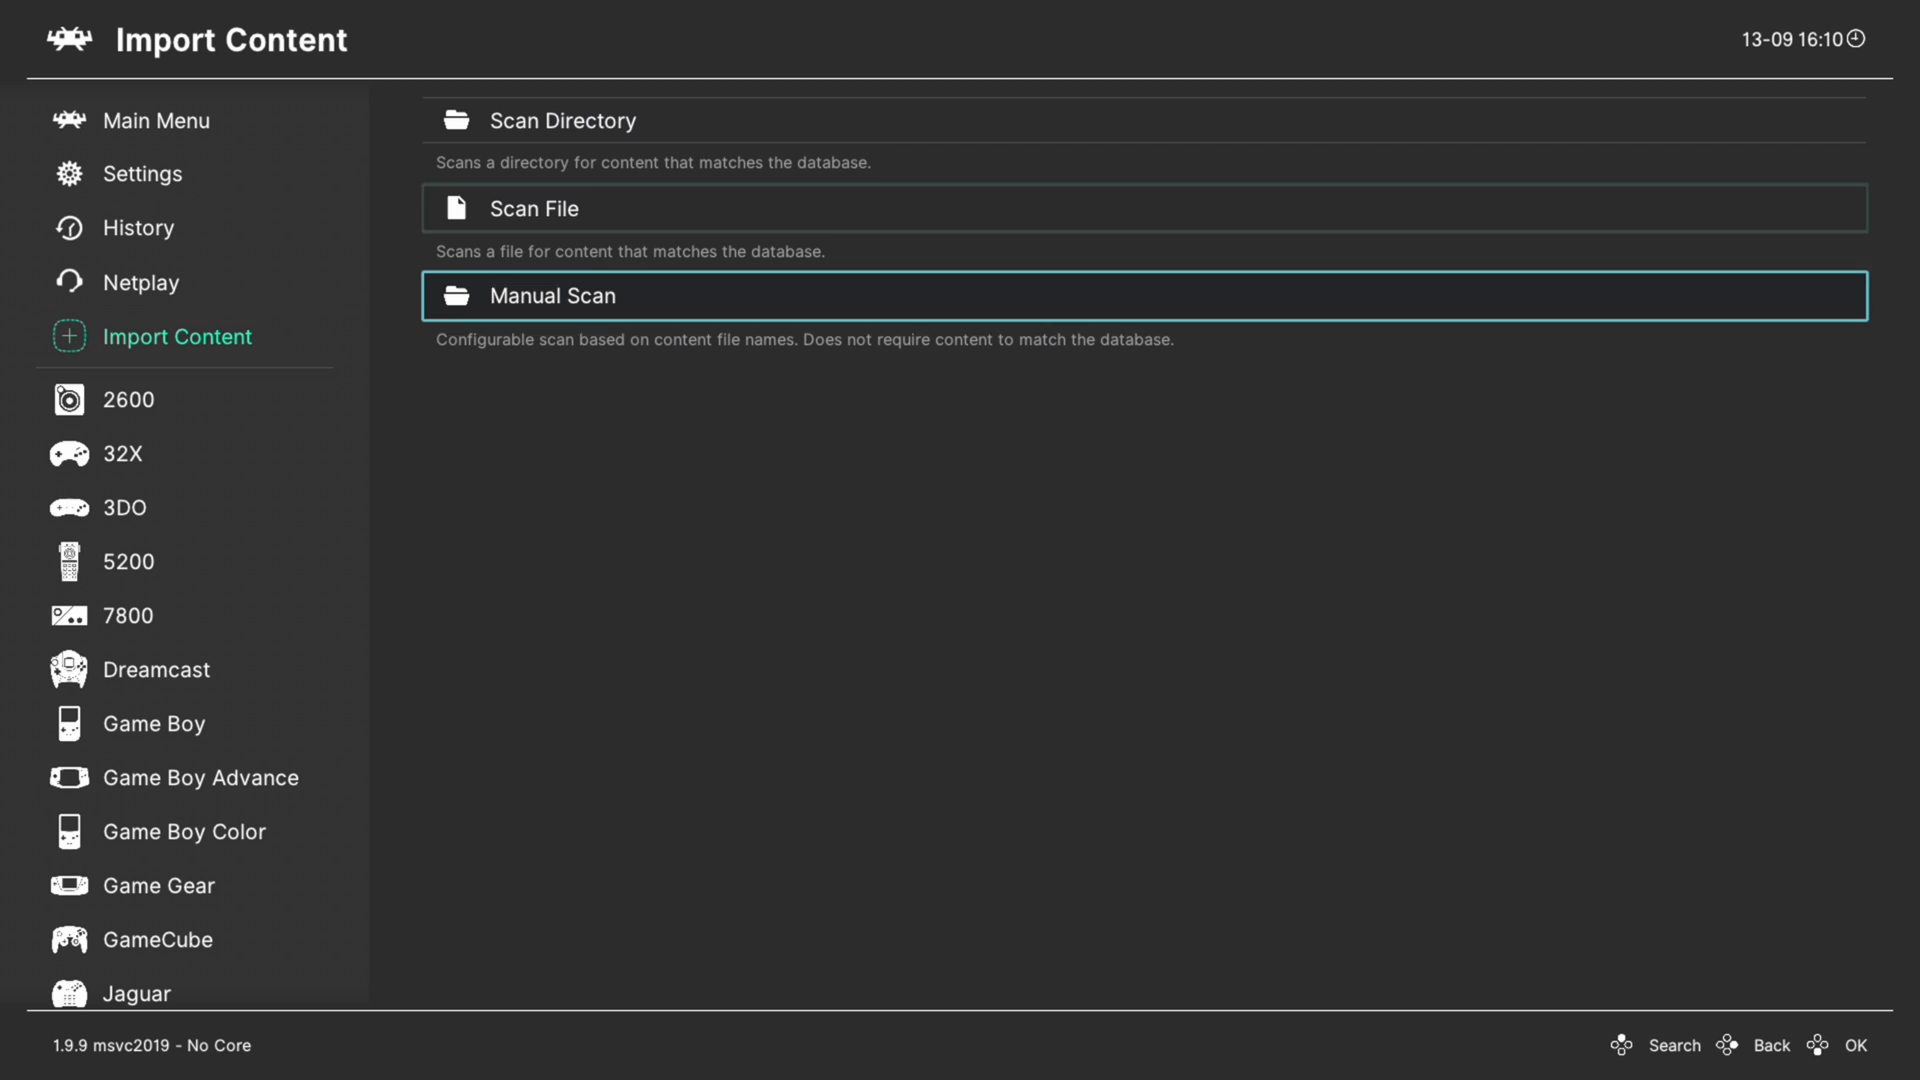 Import Content
13-09 16:10
Main Menu
Settings
History
Netplay
Import Content
2600
32X
3DO
5200
7800
Dreamcast
Game Boy
Game Boy Advance
Game Boy Color
Game Gear
GameCube
Jaguar
Scan Directory
Scans a directory for content that matches the database.
Scan File
Scans a file for content that matches the database.
Manual Scan
Configurable scan based on content file names. Does not require content to match the database.
1.9.9 msvc2019 - No Core
Search Back OK